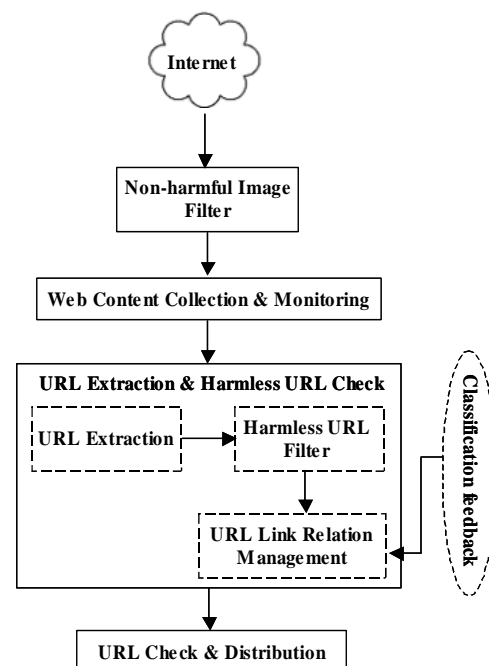 Internet
Non-harmful Image
Filter
Web Content Collection & Monitoring
URL Extraction & Harmless URL Check
URL Extraction
Harmless URL
Filter
URL Link Relation
Management
Classification feedback
URL Check & Distribution